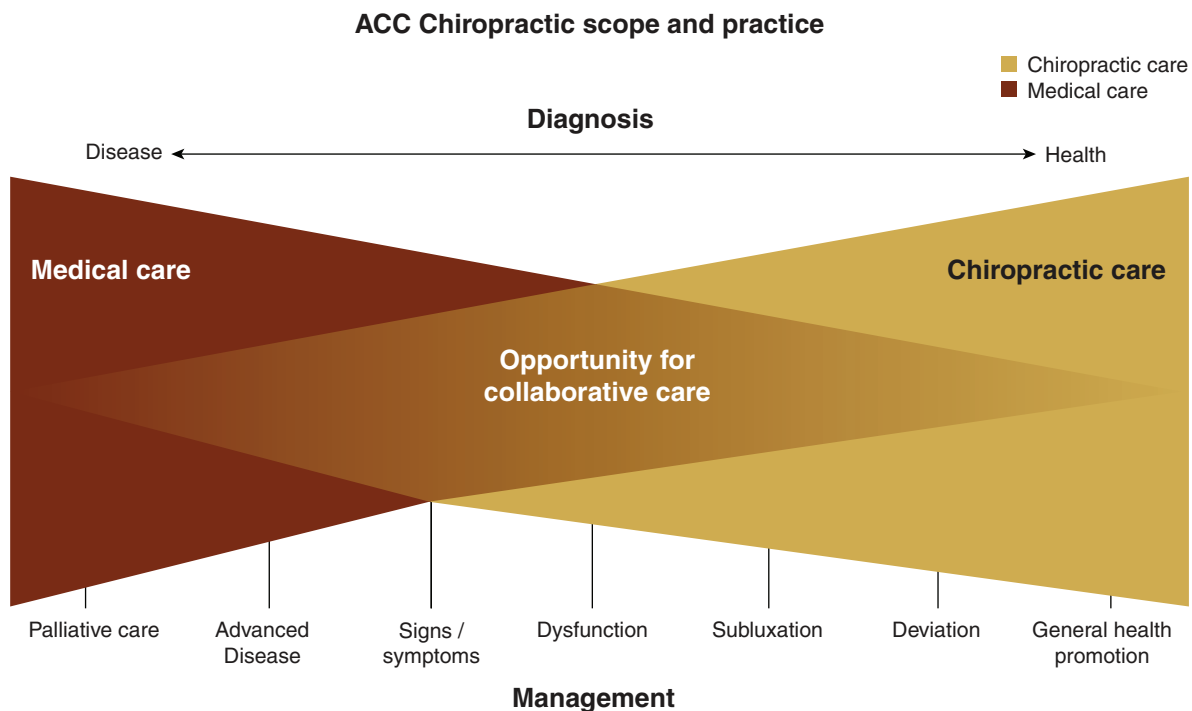 ACC Chiropractic scope and practice
Chiropractic care
Medical care
Diagnosis
Disease
Health
Medical care
Chiropractic care
Opportunity for
collaborative care
Palliative care
Advanced
Disease
Signs /
symptoms
Dysfunction
Subluxation
Deviation
General health
promotion
Management